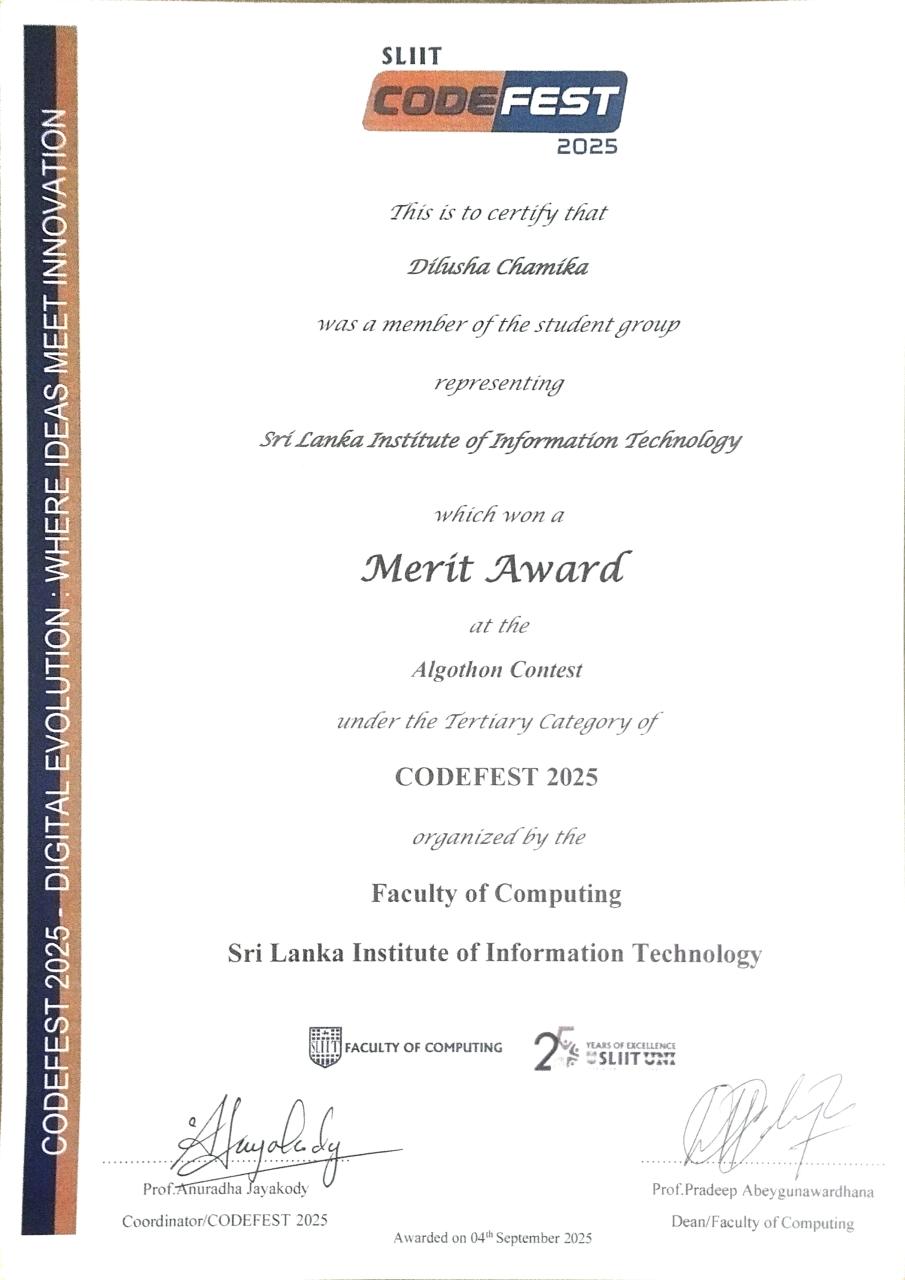 SLIIT
CODEFEST
2025
CODEFEST 2025 - DIGITAL EVOLUTION : WHERE IDEAS MEET INNOVATION
This is to certify that
Dilusha Chamika
was a member of the student group
representing
Sri Lanka Institute of Information Technology
which won a
Merit Award
at the
Algothon Contest
under the Tertiary Category of
CODEFEST 2025
organized by the
Faculty of Computing
Sri Lanka Institute of Information Technology
SLIIT FACULTY OF COMPUTING
25 YEARS OF EXCELLENCE
SLIIT UNI
Prof.Anuradha Jayakody
Coordinator/CODEFEST 2025
Prof.Pradeep Abeygunawardhana
Dean/Faculty of Computing
Awarded on 04th September 2025